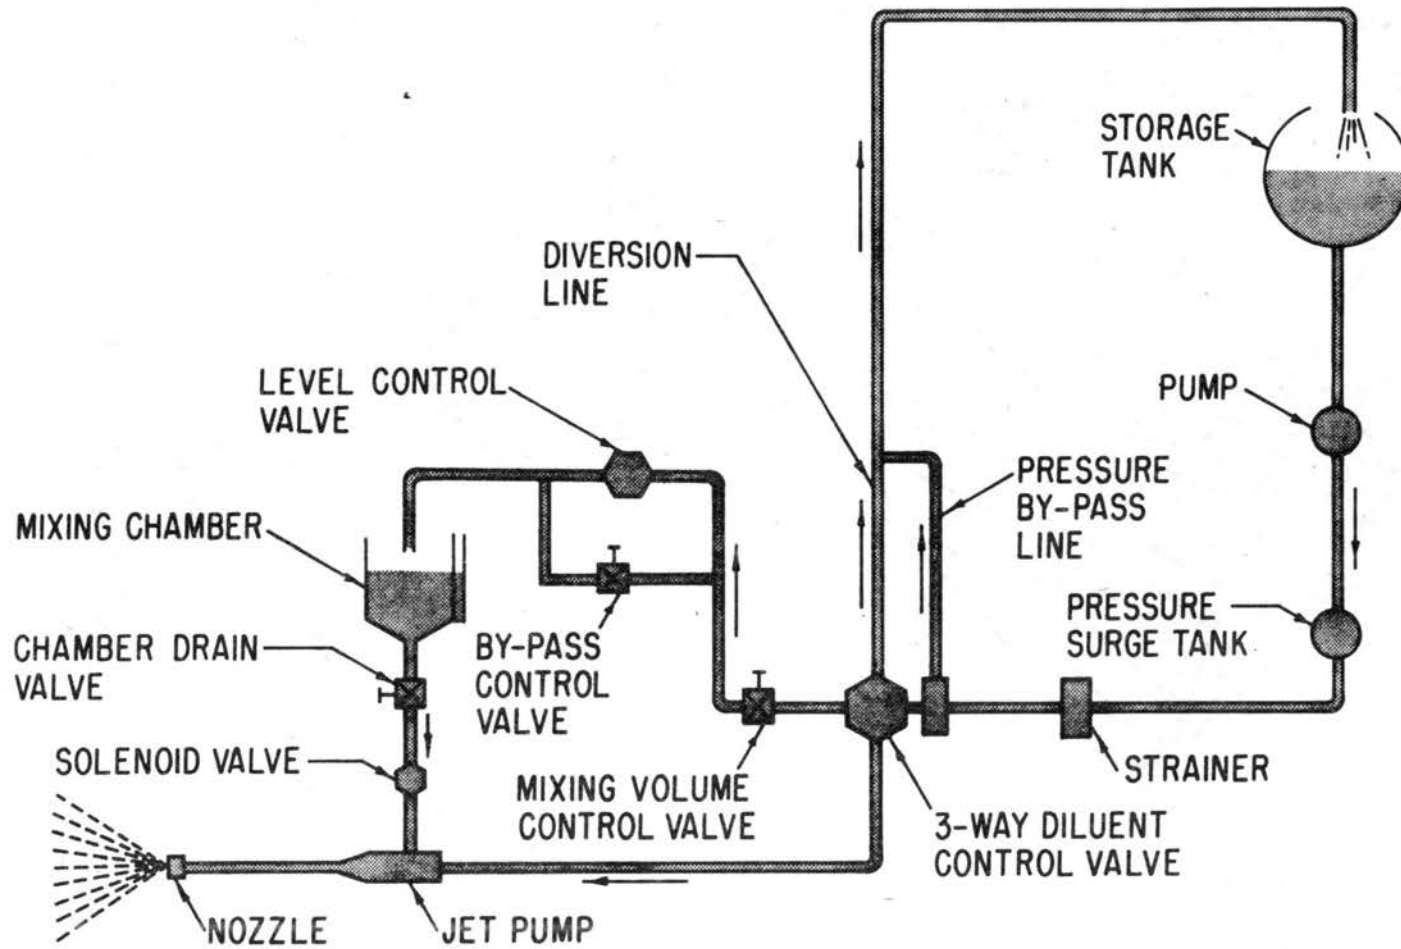 STORAGE
TANK
DIVERSION
LINE
LEVEL CONTROL
VALVE
PUMP
PRESSURE
BY-PASS
LINE
MIXING CHAMBER
PRESSURE
SURGE TANK
CHAMBER DRAIN
VALVE
BY-PASS
CONTROL
VALVE
SOLENOID VALVE
MIXING VOLUME
CONTROL VALVE
STRAINER
3-WAY DILUENT
CONTROL VALVE
NOZZLE
JET PUMP